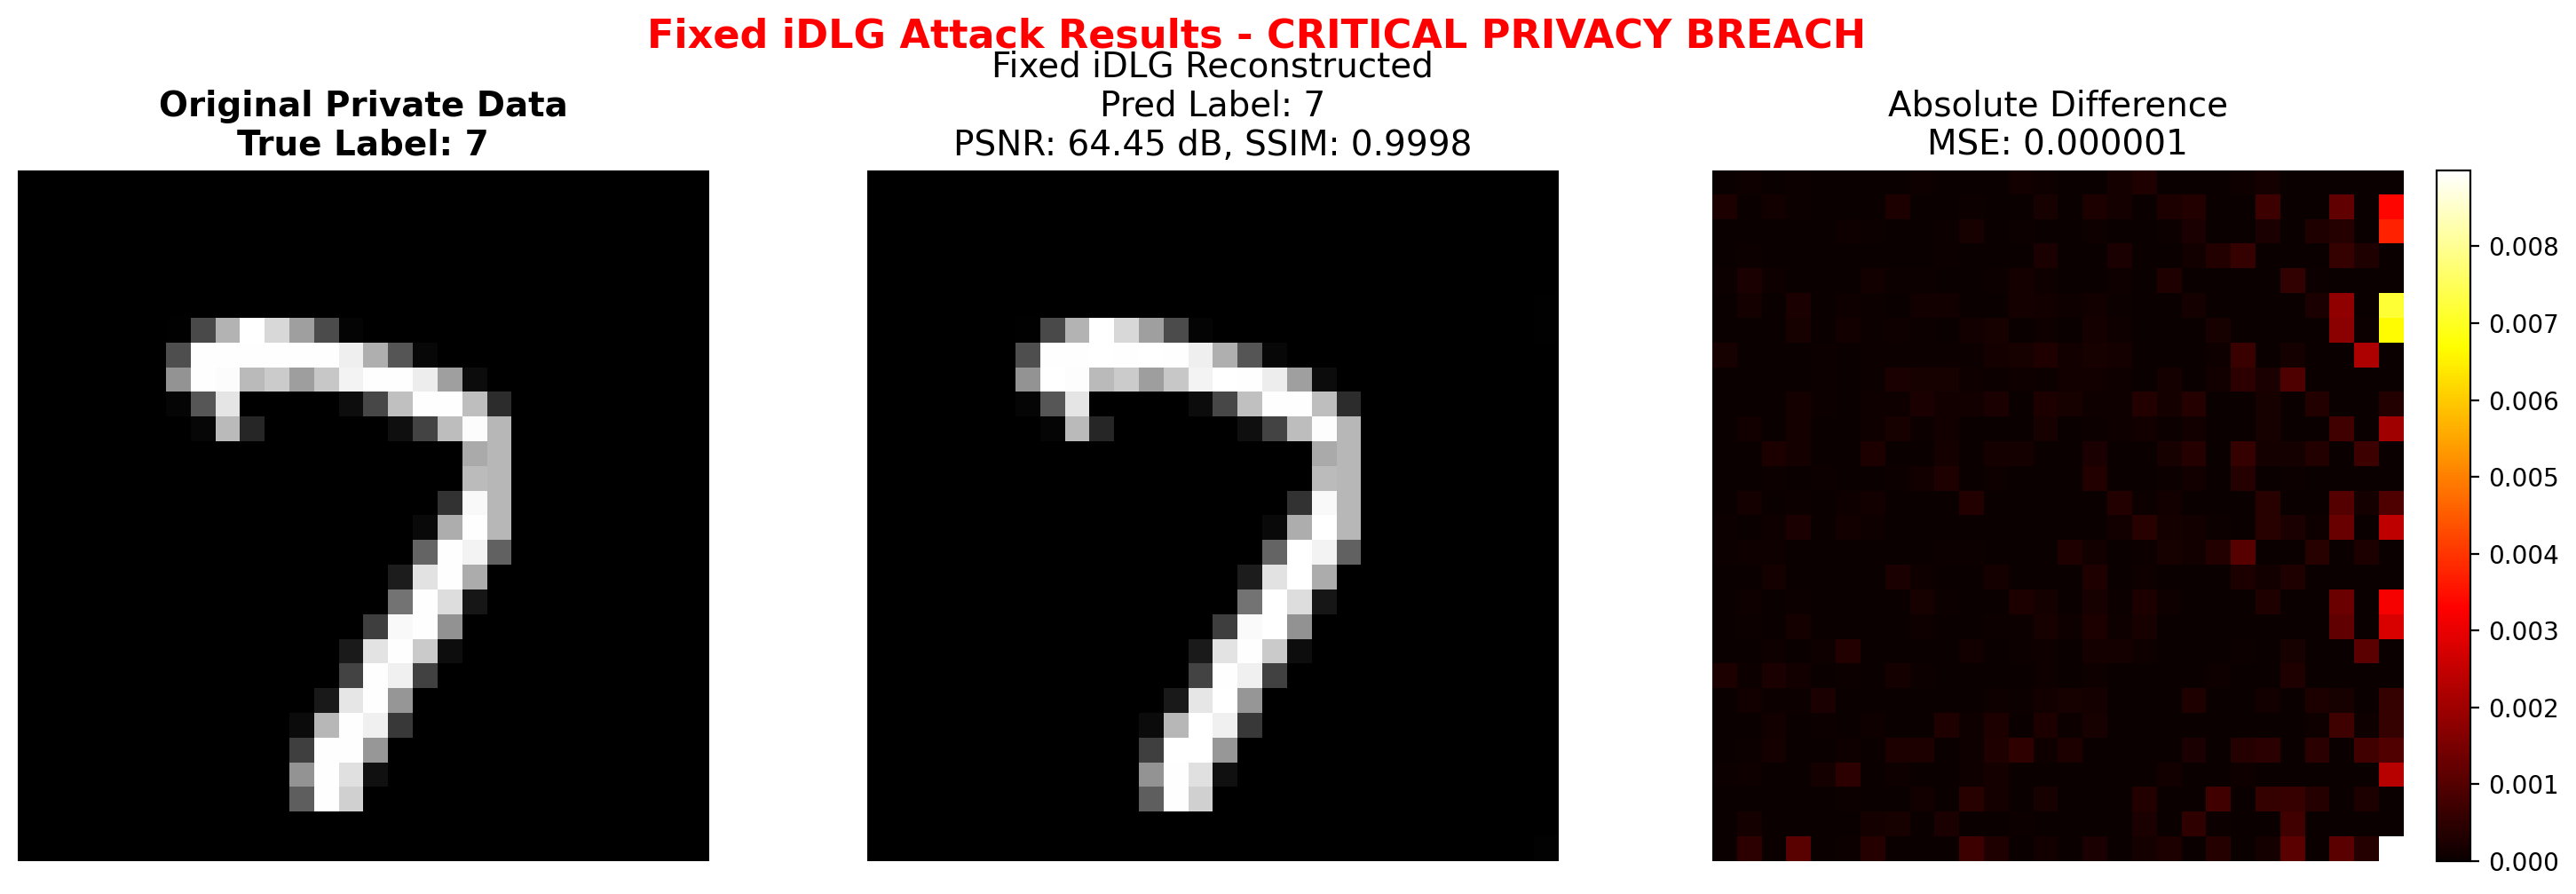 Fixed iDLG Attack Results - CRITICAL PRIVACY BREACH
Original Private Data
True Label: 7
Fixed iDLG Reconstructed
Pred Label: 7
PSNR: 64.45 dB, SSIM: 0.9998
Absolute Difference
MSE: 0.000001
7
7
0.008
0.007
0.006
0.005
0.004
0.003
0.002
0.001
0.000